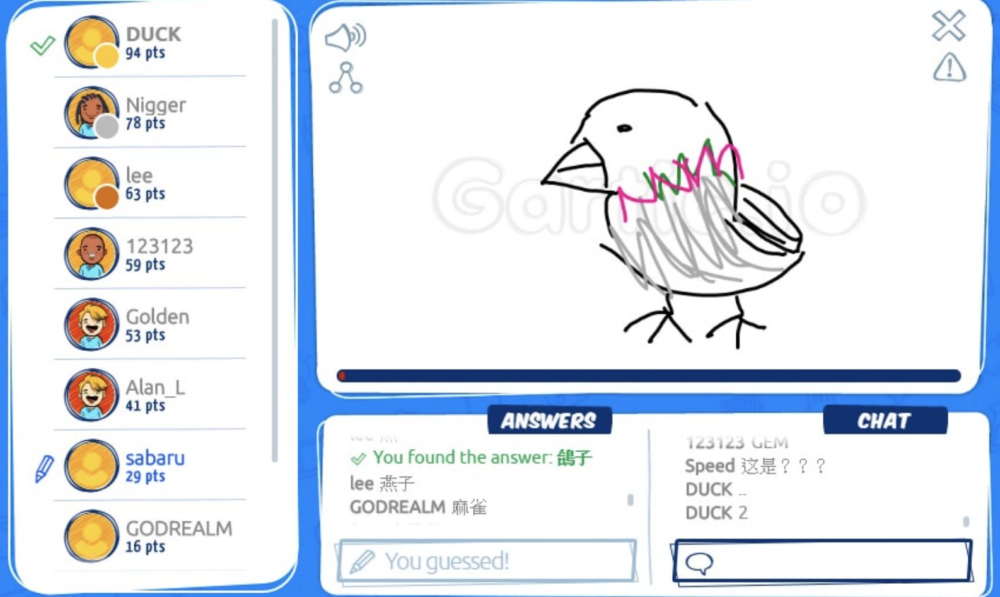 DUCK
94 pts
Nigger
78 pts
lee
63 pts
123123
59 pts
Golden
53 pts
Alan_L
41 pts
sabaru
29 pts
GODREALM
16 pts
Gartic.io
ANSWERS
You found the answer: 鴿子
lee 燕子
GODREALM 麻雀
You guessed!
CHAT
123123 GEM
Speed 这是？？？
DUCK ..
DUCK 2